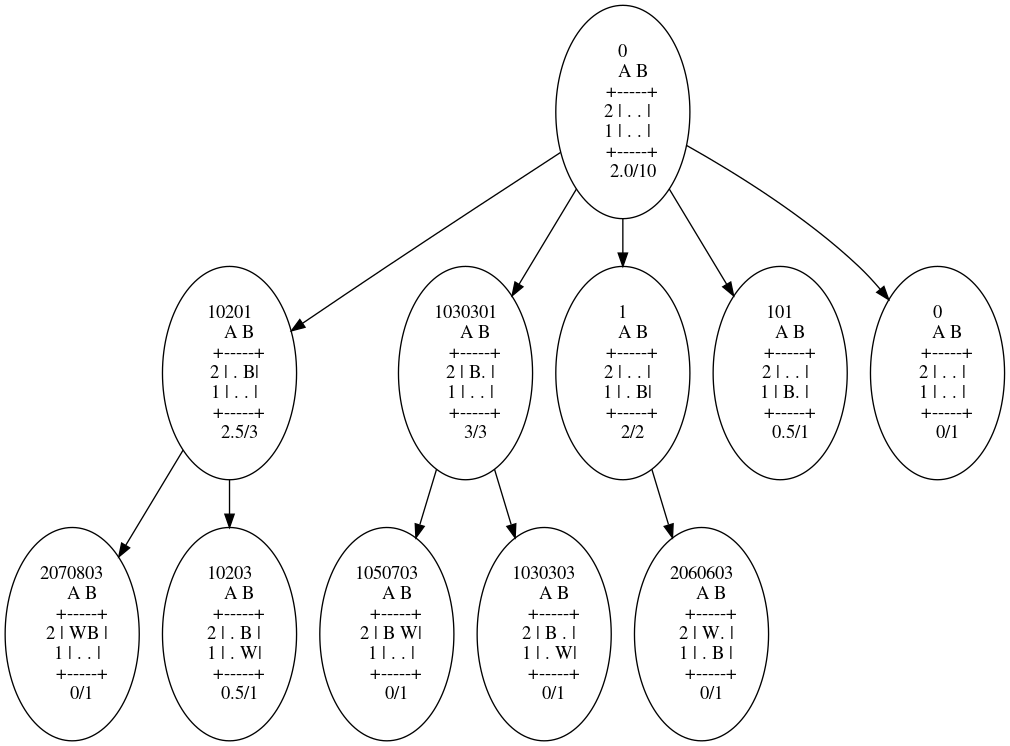 0
A B
+-----+
2 | . . |
1 | . . |
+-----+
2.0/10
10201
A B
+-----+
2 | . B|
1 | . . |
+-----+
2.5/3
1030301
A B
+-----+
2 | B. |
1 | . . |
+-----+
3/3
1
A B
+-----+
2 | . . |
1 | . B|
+-----+
2/2
101
A B
+-----+
2 | . . |
1 | B. |
+-----+
0.5/1
0
A B
+-----+
2 | . . |
1 | . . |
+-----+
0/1
2070803
A B
+-----+
2 | WB |
1 | . . |
+-----+
0/1
10203
A B
+-----+
2 | . B |
1 | . W|
+-----+
0.5/1
1050703
A B
+-----+
2 | B W|
1 | . . |
+-----+
0/1
1030303
A B
+-----+
2 | B . |
1 | . W|
+-----+
0/1
2060603
A B
+-----+
2 | W. |
1 | . B |
+-----+
0/1